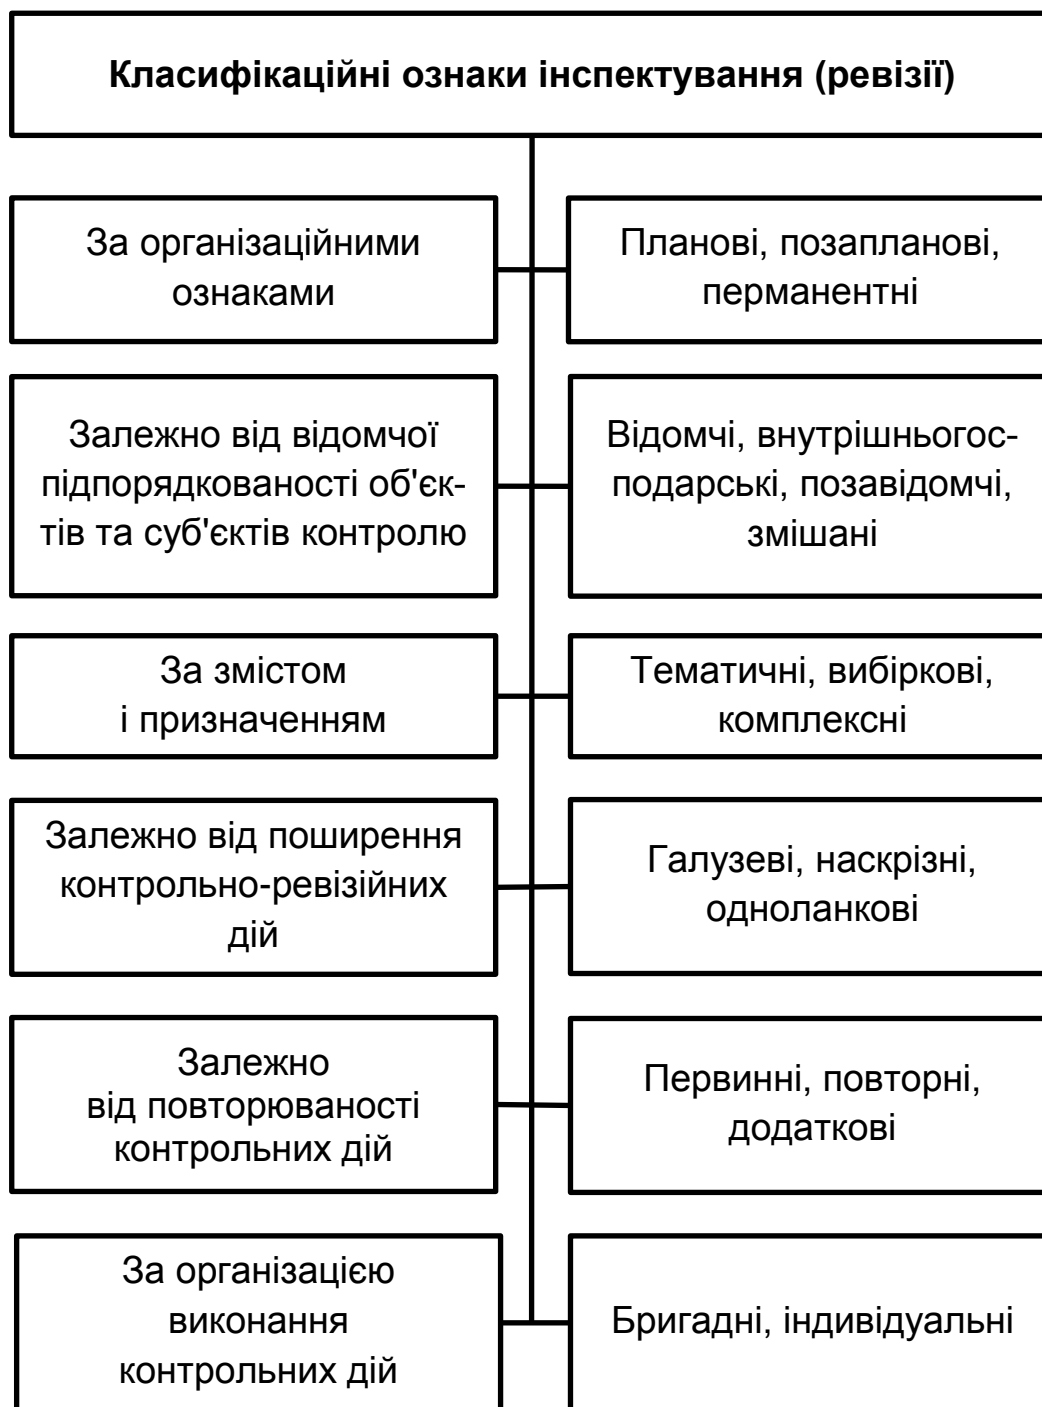 Класифікаційні ознаки інспектування (ревізії)
За організаційними
ознаками
Планові, позапланові,
перманентні
Залежно від відомчої
підпорядкованості об'єк-
тів та суб'єктів контролю
Відомчі, внутрішньогос-
подарські, позавідомчі,
змішані
За змістом
і призначенням
Тематичні, вибіркові,
комплексні
Залежно від поширення
контрольно-ревізійних
дій
Галузеві, наскрізні,
одноланкові
Залежно
від повторюваності
контрольних дій
Первинні, повторні,
додаткові
За організацією
виконання
контрольних дій
Бригадні, індивідуальні